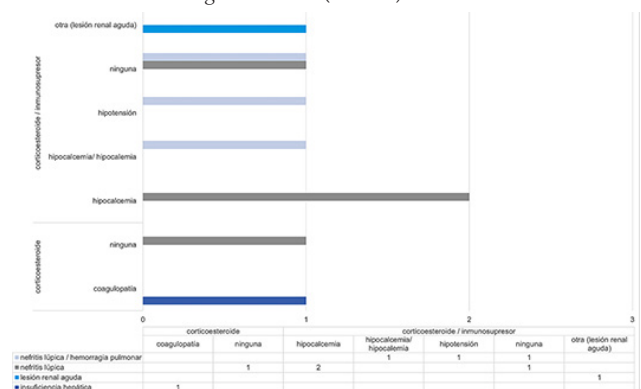 otra (lesión renal aguda)
ninguna
hipotensión
hipocalcemia/ hipocalemia
hipocalcemia
corticoesteroide / inmunosupresor
ninguna
coagulopatía
corticoesteroide
0 1 2 3
corticoesteroide corticoesteroide / inmunosupresor
coagulopatía ninguna hipocalcemia hipocalcemia/ hipocalemia hipotensión ninguna otra (lesión renal aguda)
nefritis lúpica / hemorragia pulmonar 1 1 1
nefritis lúpica 1 2 1
lesión renal aguda 1
insuficiencia hepática 1